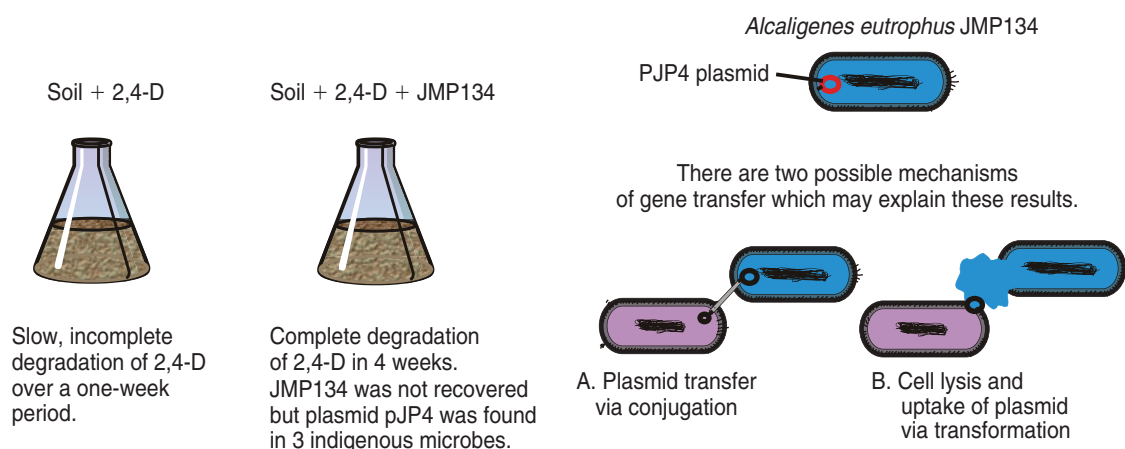 Soil + 2,4-D
Slow, incomplete
degradation of 2,4-D
over a one-week
period.
Soil + 2,4-D + JMP134
Complete degradation
of 2,4-D in 4 weeks.
JMP134 was not recovered
but plasmid pJP4 was found
in 3 indigenous microbes.
Alcaligenes eutrophus JMP134
PJP4 plasmid
There are two possible mechanisms
of gene transfer which may explain these results.
A. Plasmid transfer
via conjugation
B. Cell lysis and
uptake of plasmid
via transformation